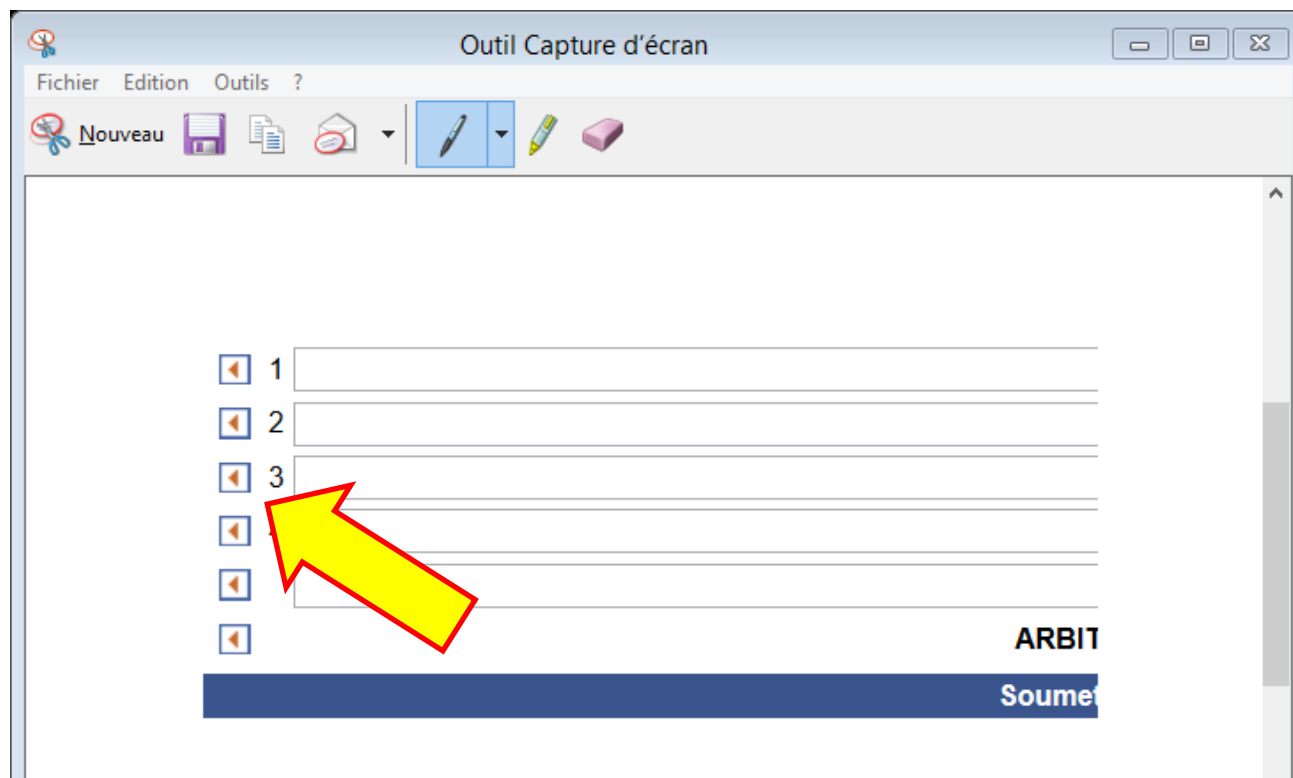 Outil Capture d'écran
Fichier Edition Outils ?
Nouveau
1
2
3
ARBIT
Soumet